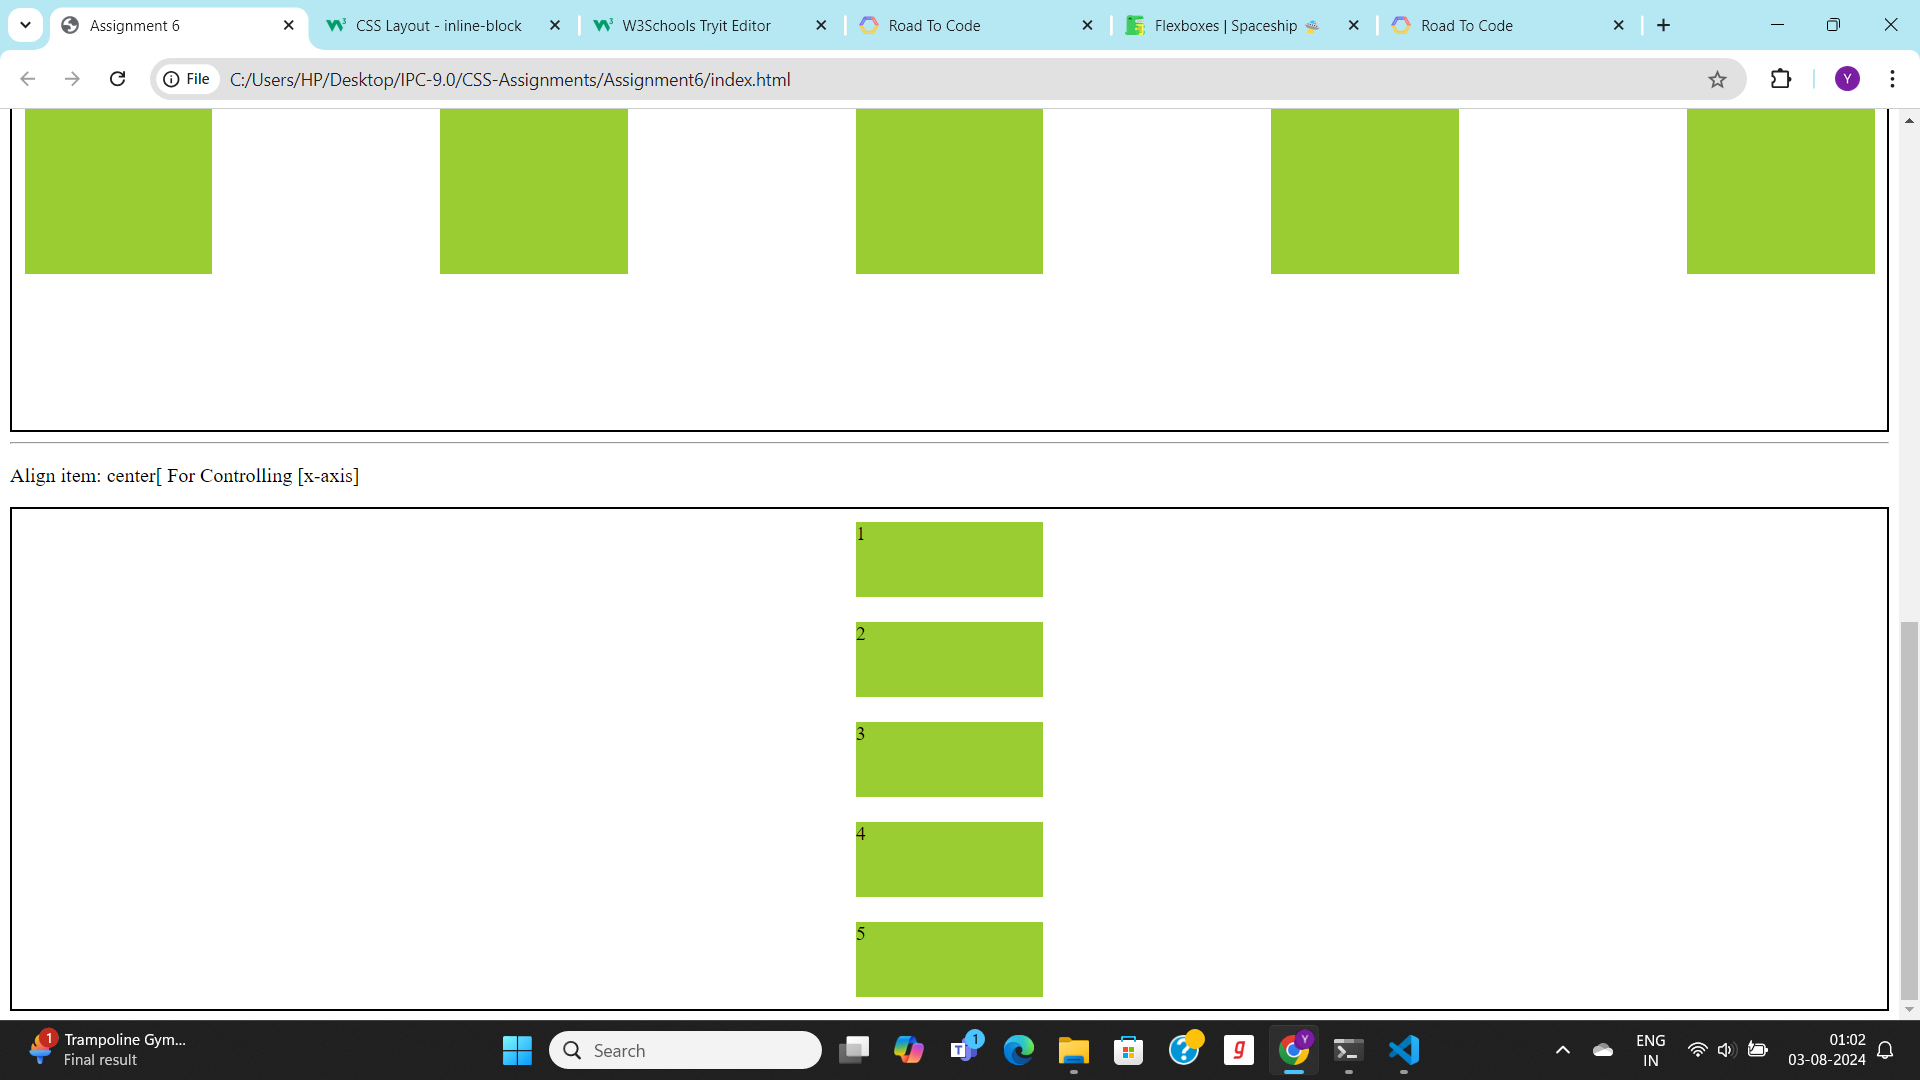 Assignment 6
CSS Layout - inline-block
W3Schools Tryit Editor
Road To Code
Flexboxes | Spaceship
Road To Code
File
C:/Users/HP/Desktop/IPC-9.0/CSS-Assignments/Assignment6/index.html
Y
Align item: center[ For Controlling [x-axis]
1
2
3
4
5
1
Trampoline Gym...
Final result
Search
T
1
g
Y
ENG
IN
01:02
03-08-2024